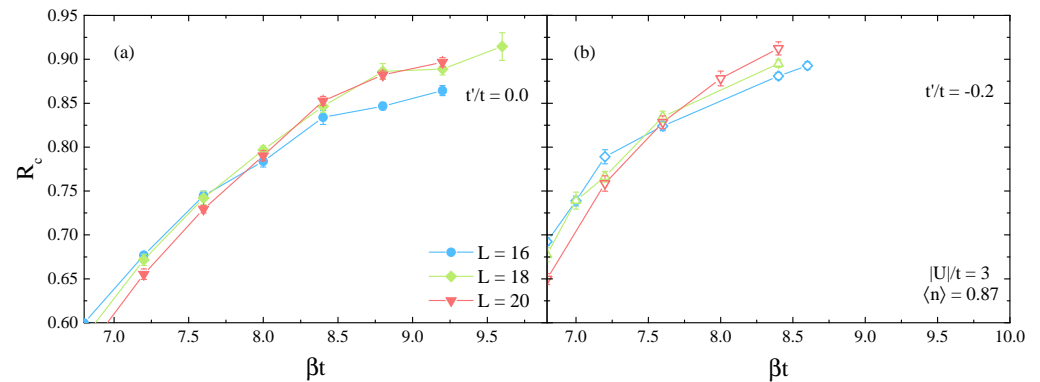 (a)
(b)
0.95
0.90
0.85
0.80
0.75
0.70
0.65
0.60
R_c
t'/t = 0.0
t'/t = -0.2
L = 16
L = 18
L = 20
|U|/t = 3
⟨n⟩ = 0.87
7.0 7.5 8.0 8.5 9.0 9.5
7.0 7.5 8.0 8.5 9.0 9.5 10.0
βt
βt